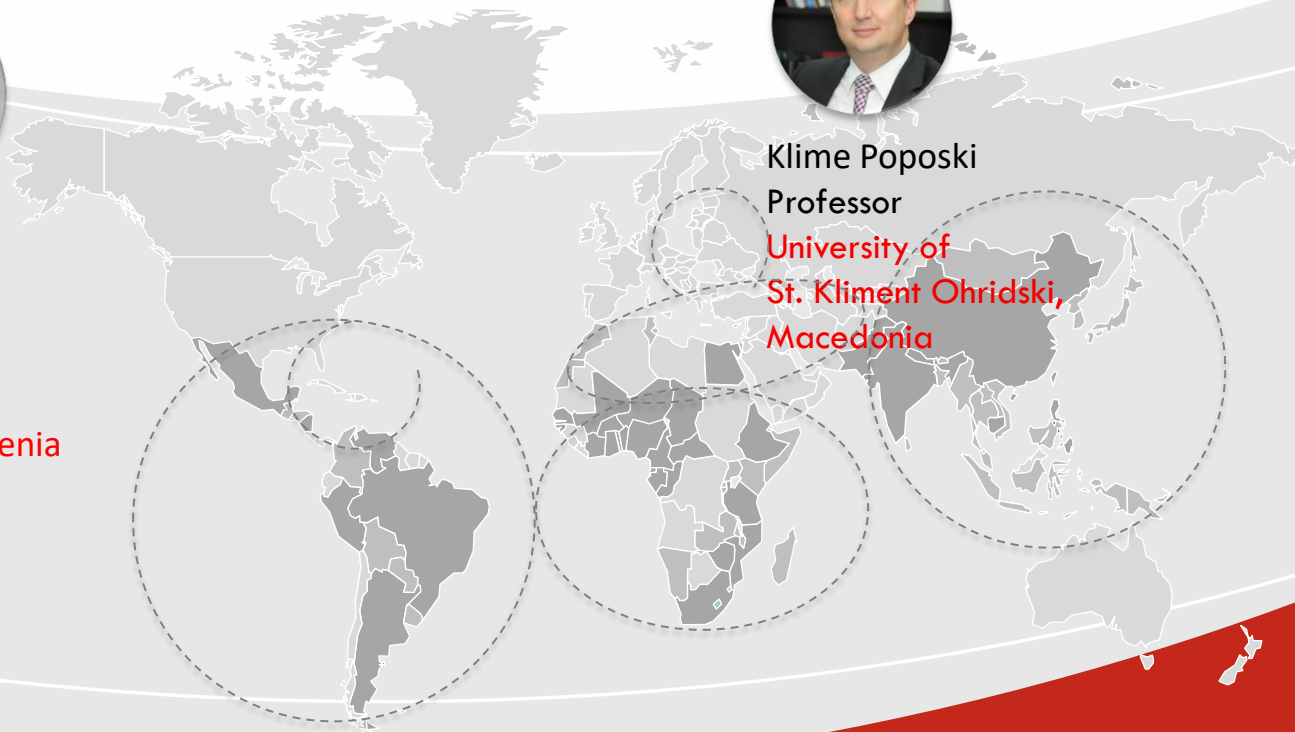 Klime Poposki
Professor
University of
St. Kliment Ohridski,
Macedonia
enia